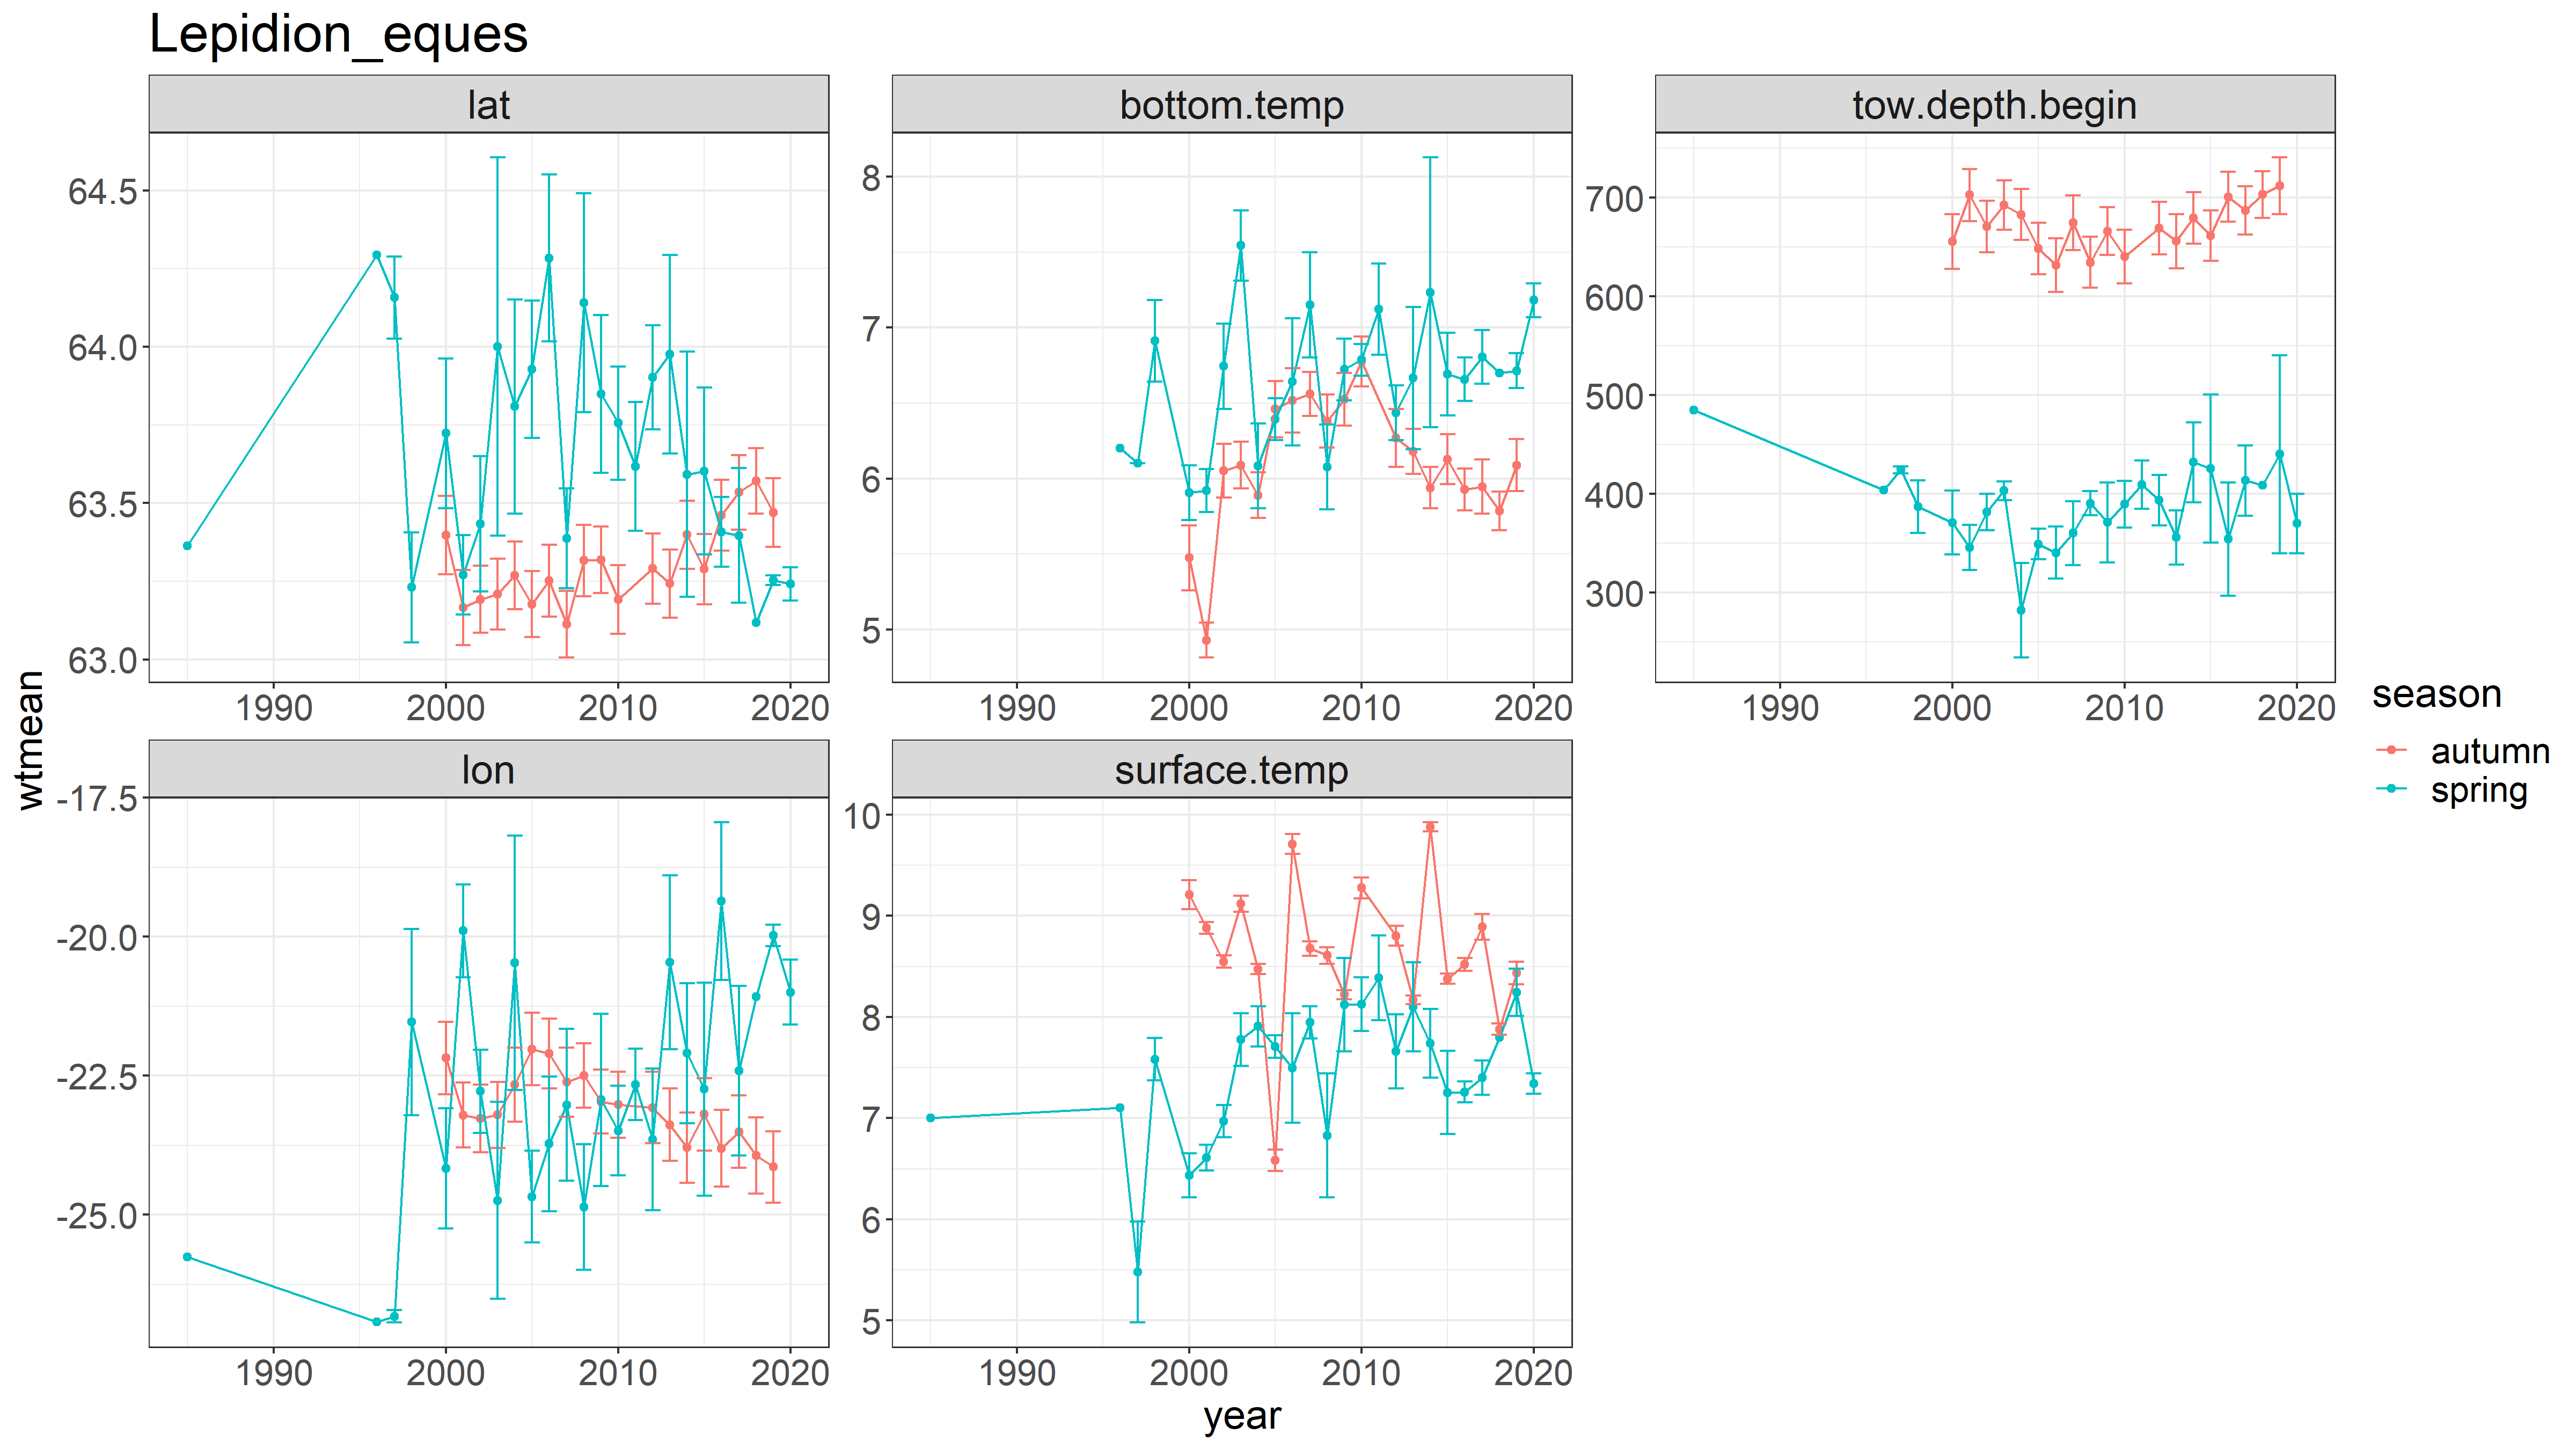 Lepidion_eques
lat
bottom.temp
tow.depth.begin
64.5
64.0
63.5
63.0
8
7
6
5
700
600
500
400
300
1990 2000 2010 2020
1990 2000 2010 2020
1990 2000 2010 2020
lon
surface.temp
-17.5
-20.0
-22.5
-25.0
10
9
8
7
6
5
1990 2000 2010 2020
1990 2000 2010 2020
wtmean
year
season
autumn
spring